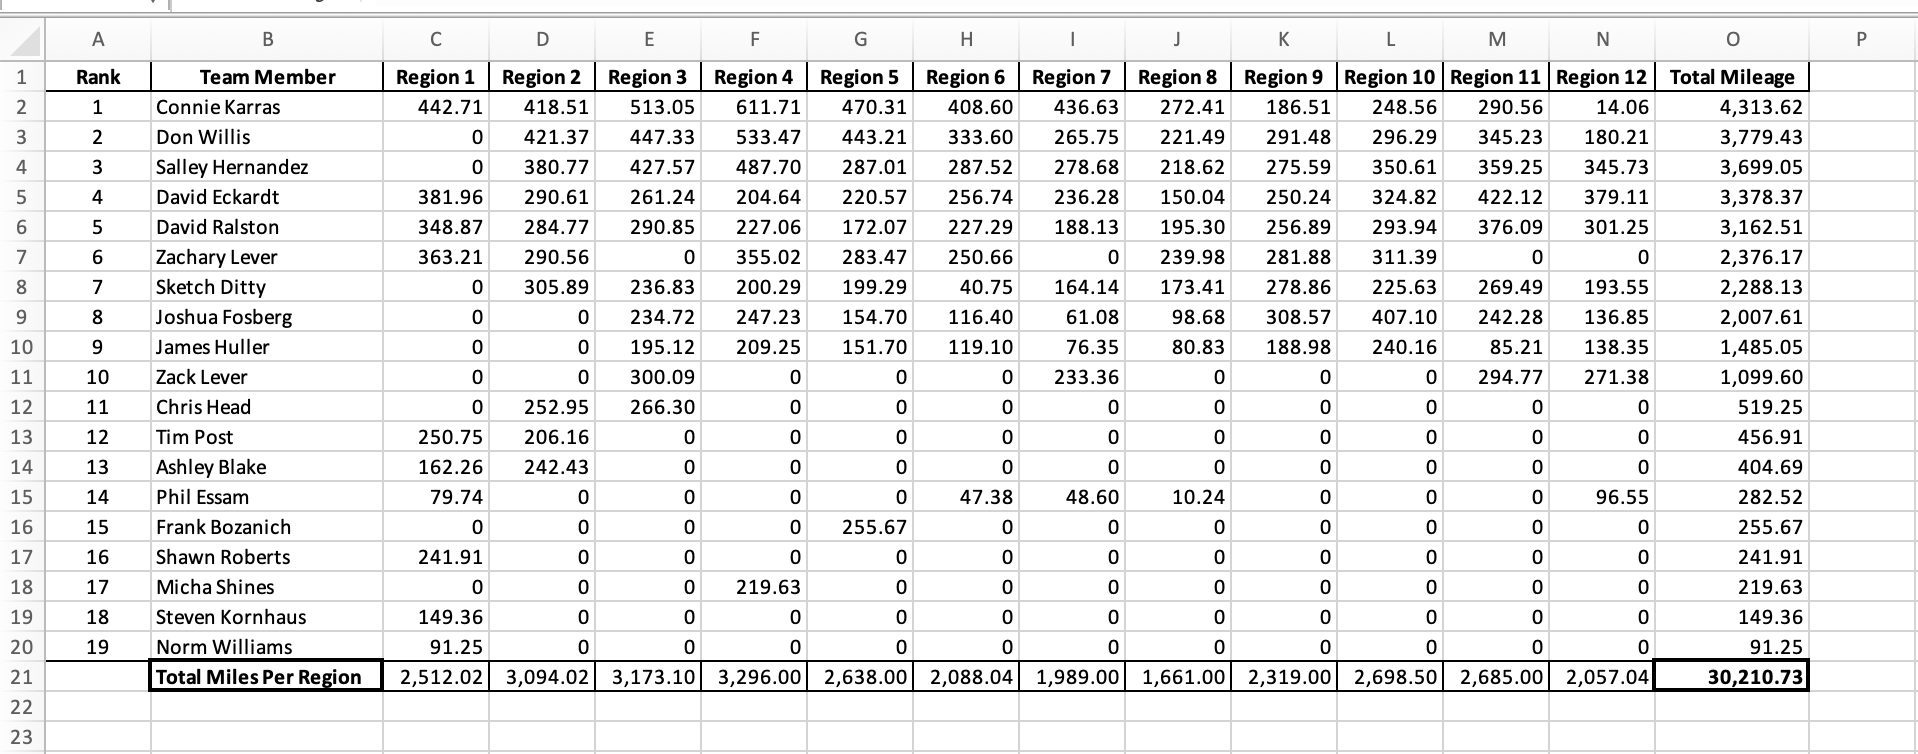 A B C D E F G H I J K L M N O P
1 Rank Team Member Region 1 Region 2 Region 3 Region 4 Region 5 Region 6 Region 7 Region 8 Region 9 Region 10 Region 11 Region 12 Total Mileage
2 1 Connie Karras 442.71 418.51 513.05 611.71 470.31 408.60 436.63 272.41 186.51 248.56 290.56 14.06 4,313.62
3 2 Don Willis 0 421.37 447.33 533.47 443.21 333.60 265.75 221.49 291.48 296.29 345.23 180.21 3,779.43
4 3 Salley Hernandez 0 380.77 427.57 487.70 287.01 287.52 278.68 218.62 275.59 350.61 359.25 345.73 3,699.05
5 4 David Eckardt 381.96 290.61 261.24 204.64 220.57 256.74 236.28 150.04 250.24 324.82 422.12 379.11 3,378.37
6 5 David Ralston 348.87 284.77 290.85 227.06 172.07 227.29 188.13 195.30 256.89 293.94 376.09 301.25 3,162.51
7 6 Zachary Lever 363.21 290.56 0 355.02 283.47 250.66 0 239.98 281.88 311.39 0 0 2,376.17
8 7 Sketch Ditty 0 305.89 236.83 200.29 199.29 40.75 164.14 173.41 278.86 225.63 269.49 193.55 2,288.13
9 8 Joshua Fosberg 0 0 234.72 247.23 154.70 116.40 61.08 98.68 308.57 407.10 242.28 136.85 2,007.61
10 9 James Huller 0 0 195.12 209.25 151.70 119.10 76.35 80.83 188.98 240.16 85.21 138.35 1,485.05
11 10 Zack Lever 0 0 300.09 0 0 0 233.36 0 0 0 294.77 271.38 1,099.60
12 11 Chris Head 0 252.95 266.30 0 0 0 0 0 0 0 0 0 519.25
13 12 Tim Post 250.75 206.16 0 0 0 0 0 0 0 0 0 0 456.91
14 13 Ashley Blake 162.26 242.43 0 0 0 0 0 0 0 0 0 0 404.69
15 14 Phil Essam 79.74 0 0 0 0 47.38 48.60 10.24 0 0 0 96.55 282.52
16 15 Frank Bozanich 0 0 0 0 255.67 0 0 0 0 0 0 0 255.67
17 16 Shawn Roberts 241.91 0 0 0 0 0 0 0 0 0 0 0 241.91
18 17 Micha Shines 0 0 0 219.63 0 0 0 0 0 0 0 0 219.63
19 18 Steven Kornhaus 149.36 0 0 0 0 0 0 0 0 0 0 0 149.36
20 19 Norm Williams 91.25 0 0 0 0 0 0 0 0 0 0 0 91.25
21 Total Miles Per Region 2,512.02 3,094.02 3,173.10 3,296.00 2,638.00 2,088.04 1,989.00 1,661.00 2,319.00 2,698.50 2,685.00 2,057.04 30,210.73
22
23